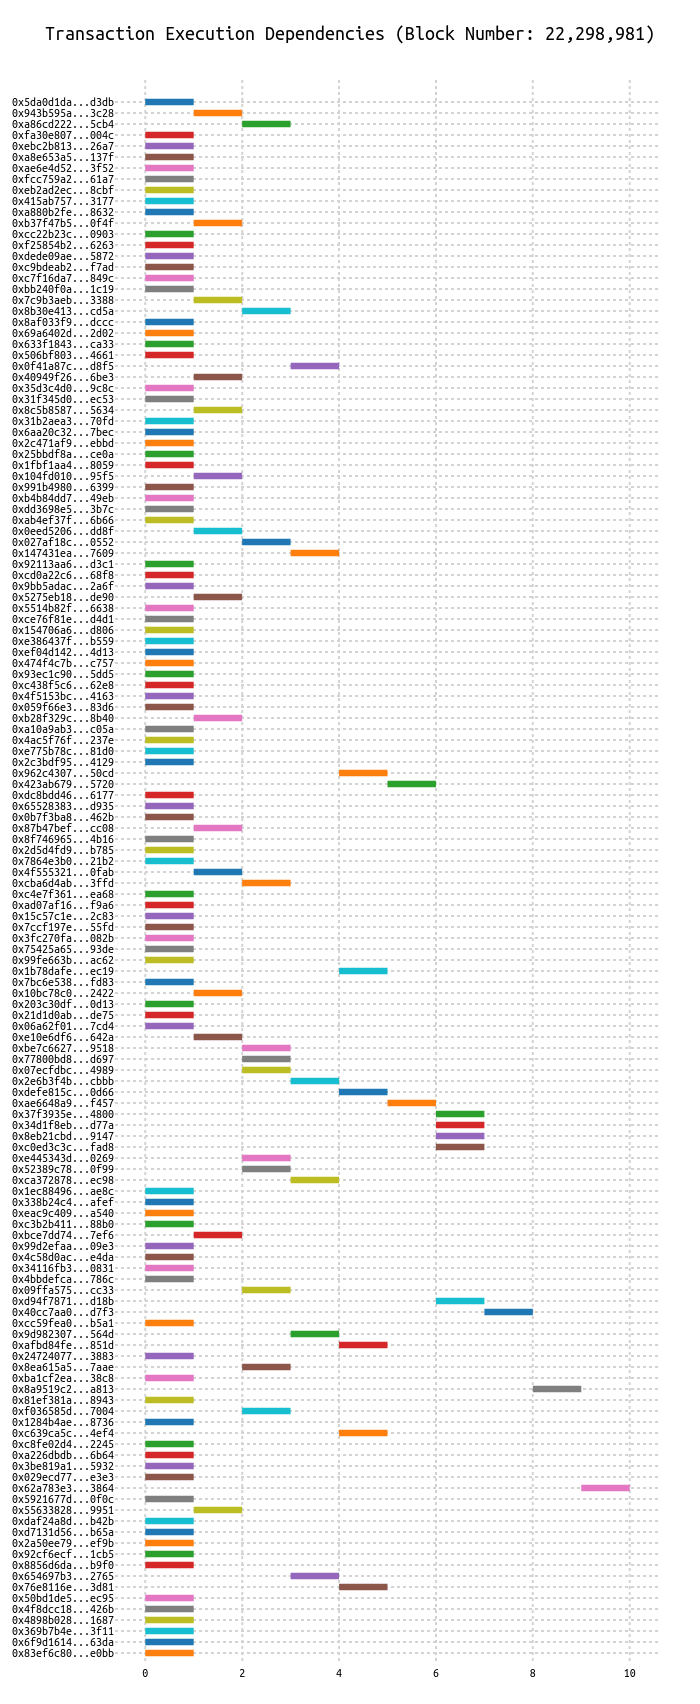 Transaction Execution Dependencies (Block Number: 22,298,981)
0x5da0d1da...d3db
0x943b595a...3c28
0xa86cd222...5cb4
0xfa30e807...004c
0xebc2b813...26a7
0xa8e653a5...137f
0xae6e4d52...3f52
0xfcc759a2...61a7
0xeb2ad2ec...8cbf
0x415ab757...3177
0xa880b2fe...8632
0xb37f47b5...0f4f
0xcc22b23c...0903
0xf25854b2...6263
0xdede09ae...5872
0xc9bdeab2...f7ad
0xc7f16da7...849c
0xbb240f0a...1c19
0x7c9b3aeb...3388
0x8b30e413...cd5a
0x8af033f9...dccc
0x69a6402d...2d02
0x633f1843...ca33
0x506bf803...4661
0x0f41a87c...d8f5
0x40949f26...6be3
0x35d3c4d0...9c8c
0x31f345d0...ec53
0x8c5b8587...5634
0x31b2aea3...70fd
0x6aa20c32...7bec
0x2c471af9...ebbd
0x25bbdf8a...ce0a
0x1fbf1aa4...8059
0x104fd010...95f5
0x991b4980...6399
0xb4b84dd7...49eb
0xdd3698e5...3b7c
0xab4ef37f...6b66
0x0eed5206...dd8f
0x027af18c...0552
0x147431ea...7609
0x92113aa6...d3c1
0xcd0a22c6...68f8
0x9bb5adac...2a6f
0x5275eb18...de90
0x5514b82f...6638
0xce76f81e...d4d1
0x154706a6...d806
0xe386437f...b559
0xef04d142...4d13
0x474f4c7b...c757
0x93ec1c90...5dd5
0xc438f5c6...62e8
0x4f5153bc...4163
0x059f66e3...83d6
0xb28f329c...8b40
0xa10a9ab3...c05a
0x4ac5f76f...237e
0xe775b78c...81d0
0x2c3bdf95...4129
0x962c4307...50cd
0x423ab679...5720
0xdc8bdd46...6177
0x65528383...d935
0x0b7f3ba8...462b
0x87b47bef...cc08
0x8f746965...4b16
0x2d5d4fd9...b785
0x7864e3b0...21b2
0x4f555321...0fab
0xcba6d4ab...3ffd
0xc4e7f361...ea68
0xad07af16...f9a6
0x15c57c1e...2c83
0x7ccf197e...55fd
0x3fc270fa...082b
0x75425a65...93de
0x99fe663b...ac62
0x1b78dafe...ec19
0x7bc6e538...fd83
0x10bc78c0...2422
0x203c30df...0d13
0x21d1d0ab...de75
0x06a62f01...7cd4
0xe10e6df6...642a
0xbe7c6627...9518
0x77800bd8...d697
0x07ecfdbc...4989
0x2e6b3f4b...cbbb
0xdefe815c...0d66
0xae6648a9...f457
0x37f3935e...4800
0x34d1f8eb...d77a
0x8eb21cbd...9147
0xc0ed3c3c...fad8
0xe445343d...0269
0x52389c78...0f99
0xca372878...ec98
0x1ec88496...ae8c
0x338b24c4...afef
0xeac9c409...a540
0xc3b2b411...88b0
0xbce7dd74...7ef6
0x99d2efaa...09e3
0x4c58d0ac...e4da
0x34116fb3...0831
0x4bbdefca...786c
0x09ffa575...cc33
0xd94f7871...d18b
0x40cc7aa0...d7f3
0xcc59fea0...b5a1
0x9d982307...564d
0xafbd84fe...851d
0x24724077...3883
0x8ea615a5...7aae
0xba1cf2ea...38c8
0x8a9519c2...a813
0x81ef381a...8943
0xf036585d...7004
0x1284b4ae...8736
0xc639ca5c...4ef4
0xc8fe02d4...2245
0xa226dbdb...6b64
0x3be819a1...5932
0x029ecd77...e3e3
0x62a783e3...3864
0x5921677d...0f0c
0x55633828...9951
0xdaf24a8d...b42b
0xd7131d56...b65a
0x2a50ee79...ef9b
0x92cf6ecf...1cb5
0x8856d6da...b9f0
0x654697b3...2765
0x76e8116e...3d81
0x50bd1de5...ec95
0x4f8dcc18...426b
0x4898b028...1687
0x369b7b4e...3f11
0x6f9d1614...63da
0x83ef6c80...e0bb
0 2 4 6 8 10